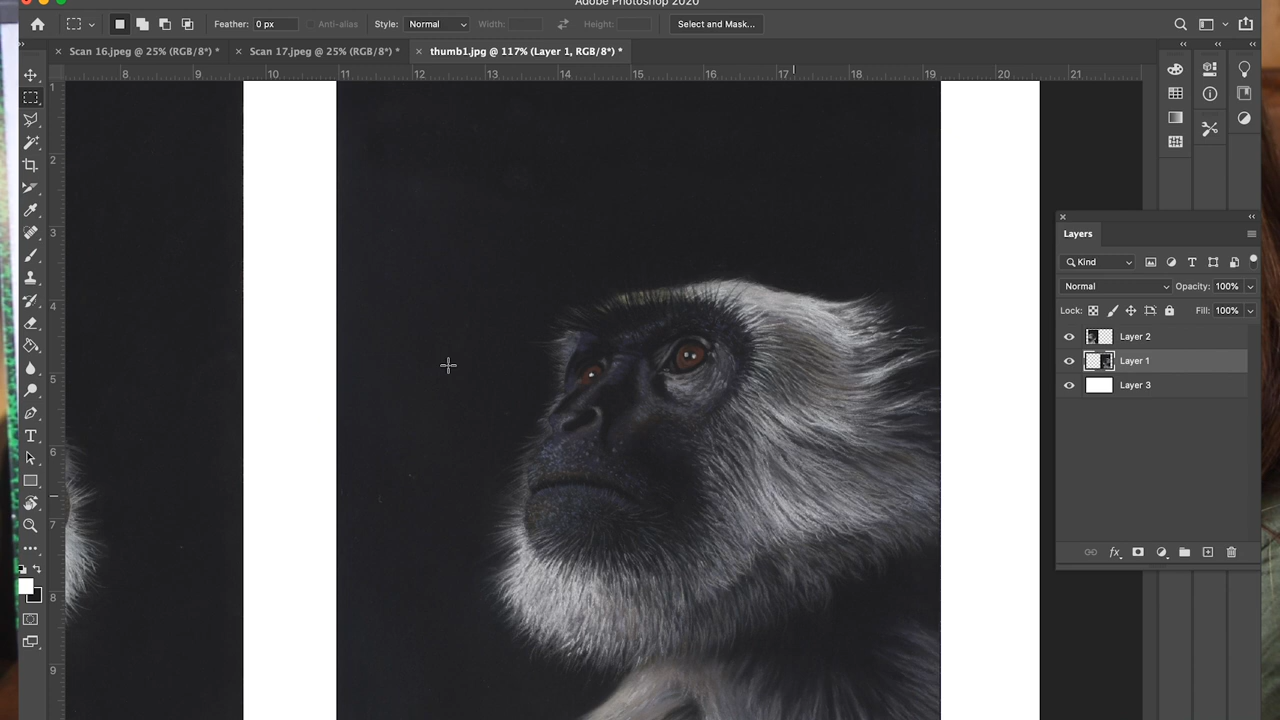 Adobe Photoshop 2020
Feather: 0 px Anti-alias Style: Normal Width: Height: Select and Mask...
Scan 16.jpeg @ 25% (RGB/8*) * Scan 17.jpeg @ 25% (RGB/8*) * thumb1.jpg @ 117% (Layer 1, RGB/8*) *
8 9 10 11 12 13 14 15 16 17 18 19 20 21
1
2
3
4
5
6
7
8
9
Layers
Kind
Normal Opacity: 100%
Lock: Fill: 100%
Layer 2
Layer 1
Layer 3